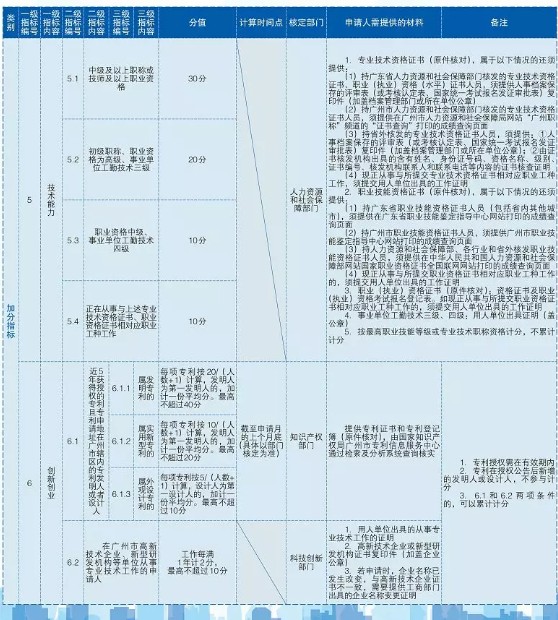 类别
一级指标编号
一级指标内容
二级指标编号
二级指标内容
三级指标编号
三级指标内容
分值
计算时间点
核定部门
申请人需提供的材料
备注
加分指标
5
技术能力
5.1
中级及以上职称或
技师及以上职业资
格
30分
5.2
初级职称、职业资
格为高级、事业单
位工勤技术三级
20分
5.3
职业资格中级、
事业单位工勤技术
四级
10分
5.4
正在从事与上述专业
技术资格证书、职业
资格证书相对应职业
工种工作
10分
人力资源
和社会保
障部门
1. 专业技术资格证书（原件核对），属于以下情况的还须
提供：
(1) 持广东省人力资源和社会保障部门核发的专业技术资格
证书、职业（执业）资格（水平）证书人员，须提供人事档案保
存的评审表（或考核认定表、国家统一考试报名发证审批表）复
印件（加盖档案管理部门或所在单位公章）
(2) 持广州市人力资源和社会保障部门核发的专业技术资格
证书人员，须提供在广州市人力资源和社会保障局网站“广州职
称”频道的“证书查询”打印的成绩查询页面
(3) 持省外核发的专业技术资格证书人员，须提供：1）人
事档案保存的评审表（或考核认定表、国家统一考试报名发证
审批表）复印件（加盖档案管理部门或所在单位公章）；2）由证
书核发机构出具的含有姓名、身份证号码、资格名称、级别、
证书编号、核发机构联系人和联系电话等内容的证书核查证明
(4) 现正从事与所提交专业技术资格证书相对应职业工种
工作，须提交用人单位出具的工作证明
2. 职业技能资格证书（原件核对），属于以下情况的还须提
供：
(1) 持广东省职业技能资格证书人员（包括省内其他城
市），须提供在广东省职业技能鉴定指导中心网站打印的成绩查
询页面
(2) 持广州市职业技能资格证书人员，须提供广州市职业技
能鉴定指导中心网站打印的成绩查询页面
(3) 持人力资源和社会保障部、各行业和省外核发职业技
能资格证书人员，须提供在中华人民共和国人力资源和社会保
障部网站国家职业资格证书全国联网网站打印的成绩查询页面
(4) 现正从事与所提交职业资格证书相对应职业工种工作
的，须提交用人单位出具的工作证明
3. 职业（执业）资格证书（原件核对）；资格证书及职业
（执业）资格考试报名登记表。如现正从事与所提交职业资格证
书相对应职业工种工作的，须提交用人单位出具的工作证明
4. 事业单位工勤技术三级、四级：用人单位证明（盖
公章）
5. 按最高职业技能等级或专业技术职称资格计分，不累计
计分
6
创新创业
6.1
近5年获得授权的专利且专利申请地址在广州市辖区内的专利发明人或者设计人
6.1.1
属发明专利的
每项专利按20/（人
数+1）计算，发明人
为第一发明人的，加
计一份平均分。最高
不超过40分
6.1.2
属实用新型专利的
每项专利按10/（人
数+1）计算，发明人
为第一发明人的，加
计一份平均分。最高
不超过20分
6.1.3
属外观设计专利的
每项专利按5/（人数+
1）计算，设计人为第
一设计人的，加计一
份平均分。最高不超
过10分
截至申请月
的上个月底
（具体以部门
核定为准）
知识产权
部门
提供专利证书和专利登记
簿（原件核对），由国家知识产
权局广州市专利信息服务中心
通过检索及分析系统查询核实
1. 专利授权需在有效期内
2. 专利在授权公告后新增
的发明人或设计人，不参与计
分
3. 6.1和6.2两项条件
的，可以累计计分
6.2
在广州市高新
技术企业、新型研
发机构等单位从事
专业技术工作的申
请人
工作每满
1年计2分，
最高不超过10分
科技创新
部门
1. 用人单位出具的从事专
业技术工作的证明
2. 高新技术企业或新型研
发机构证书复印件（加盖企业
公章）
3. 若申请时，企业名称已
发生改变，与高新技术企业证
书不一致，需要提供工商部门
出具的企业名称变更证明